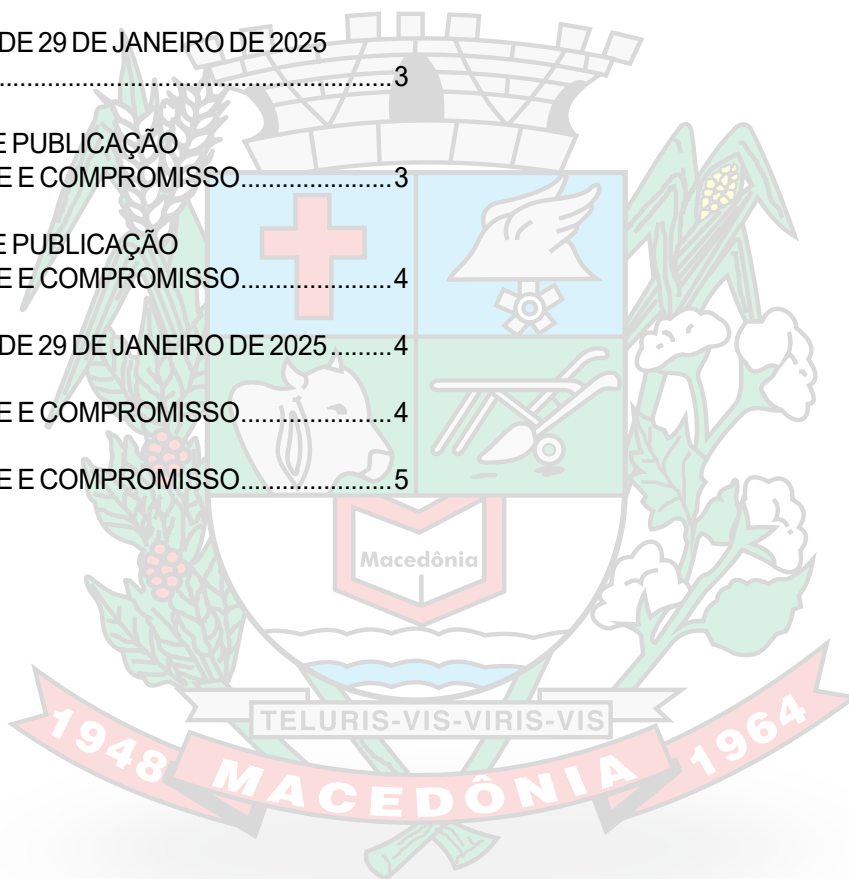 DE 29 DE JANEIRO DE 2025
........................................................3
E PUBLICAÇÃO
E E COMPROMISSO......................3
E PUBLICAÇÃO
E E COMPROMISSO......................4
DE 29 DE JANEIRO DE 2025.........4
E E COMPROMISSO......................4
E E COMPROMISSO......................5
Macedônia
TELURIS-VIS-VIRIS-VIS
1948 MACEDÔNIA 1964